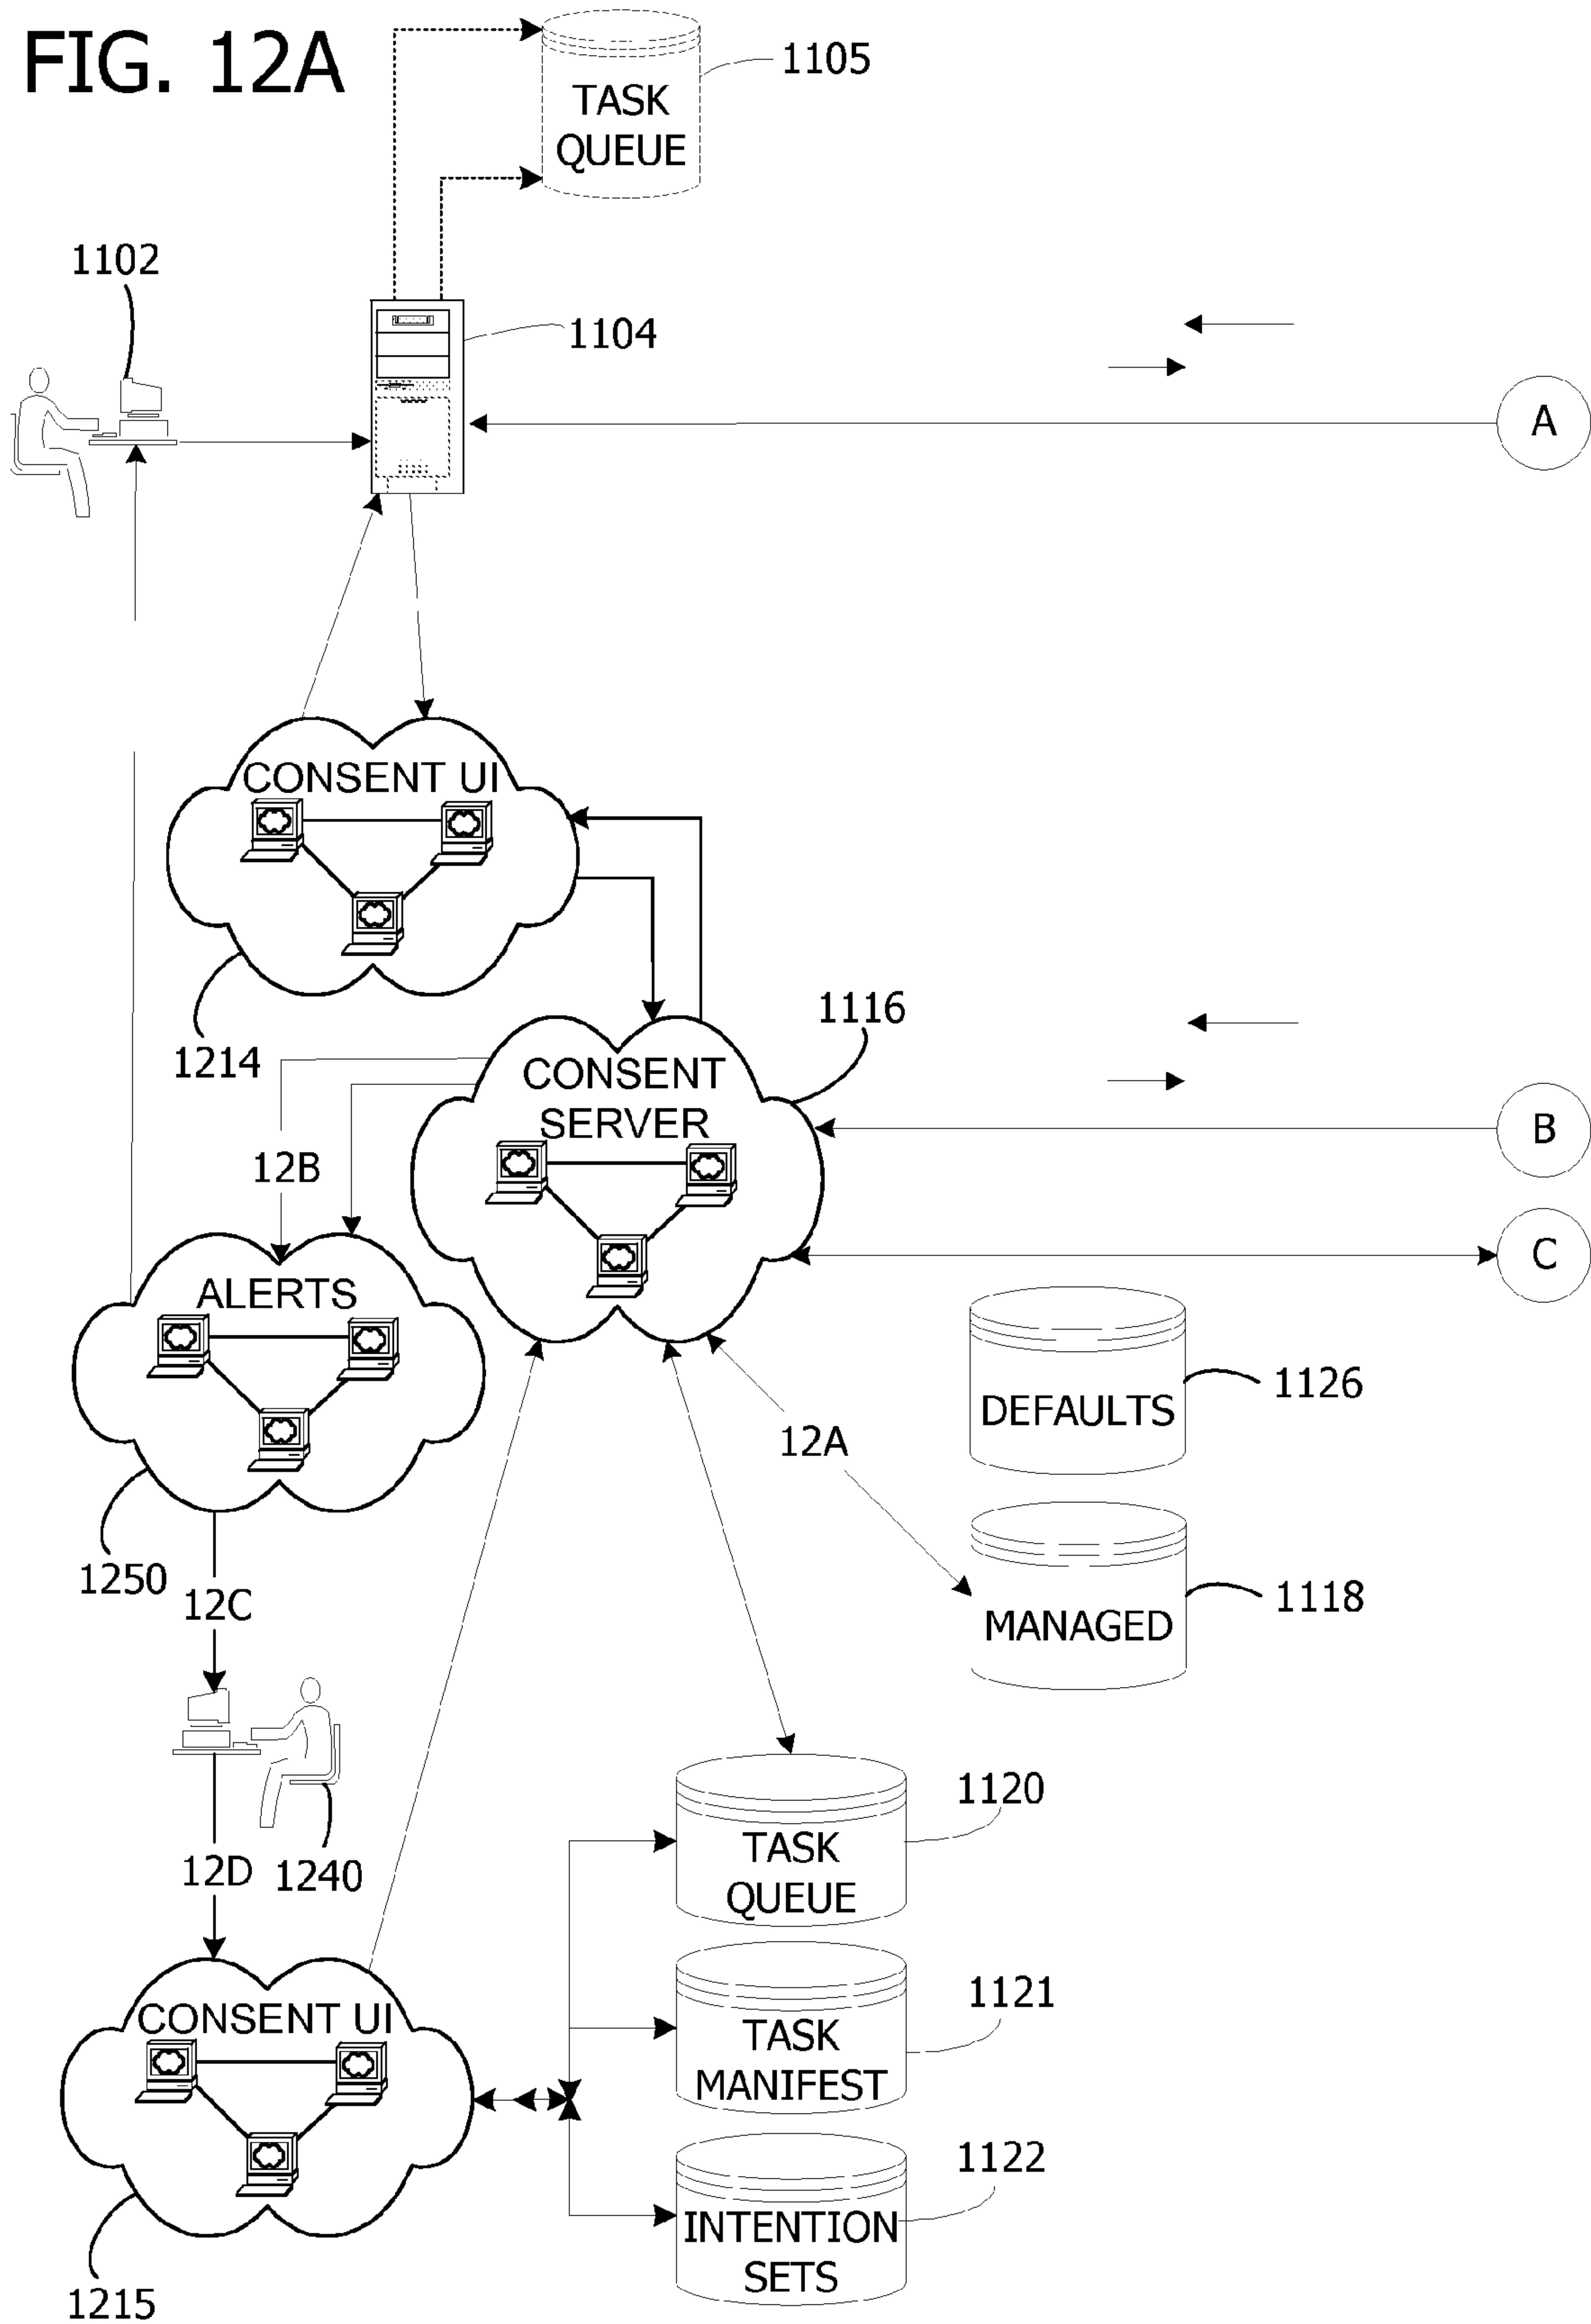 FIG. 12A
TASK
QUEUE
1105
1102
1104
A
CONSENT UI
1214
1116
CONSENT
SERVER
12B
B
C
ALERTS
1126
DEFAULTS
12A
1250
12C
1118
MANAGED
1120
TASK
QUEUE
12D
1240
1121
TASK
MANIFEST
CONSENT UI
1122
INTENTION
SETS
1215